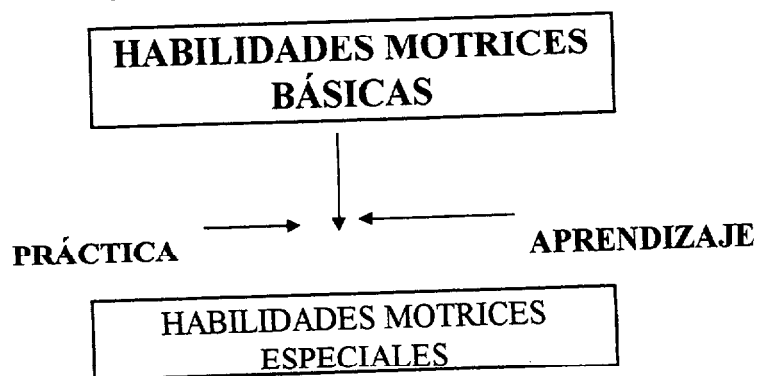 HABILIDADES MOTRICES
BÁSICAS
PRÁCTICA
APRENDIZAJE
HABILIDADES MOTRICES
ESPECIALES